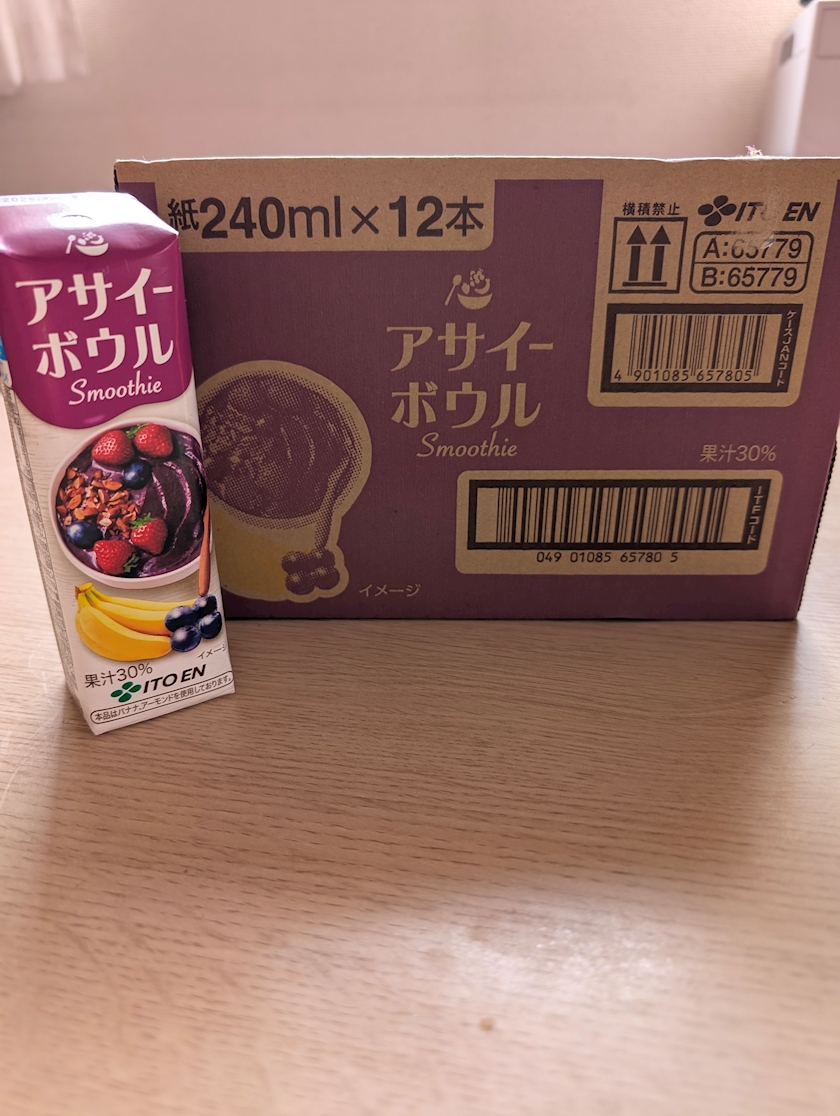 アサイー
ボウル
Smoothie
果汁30%
ITO EN
本品はバナナ、アーモンドを使用しております。
紙240ml×12本
アサイー
ボウル
Smoothie
イメージ
横積禁止
ITO EN
A:65779
B:65779
4 901085 657805
ケースJANコード
果汁30%
ITFコード
049 01085 65780 5